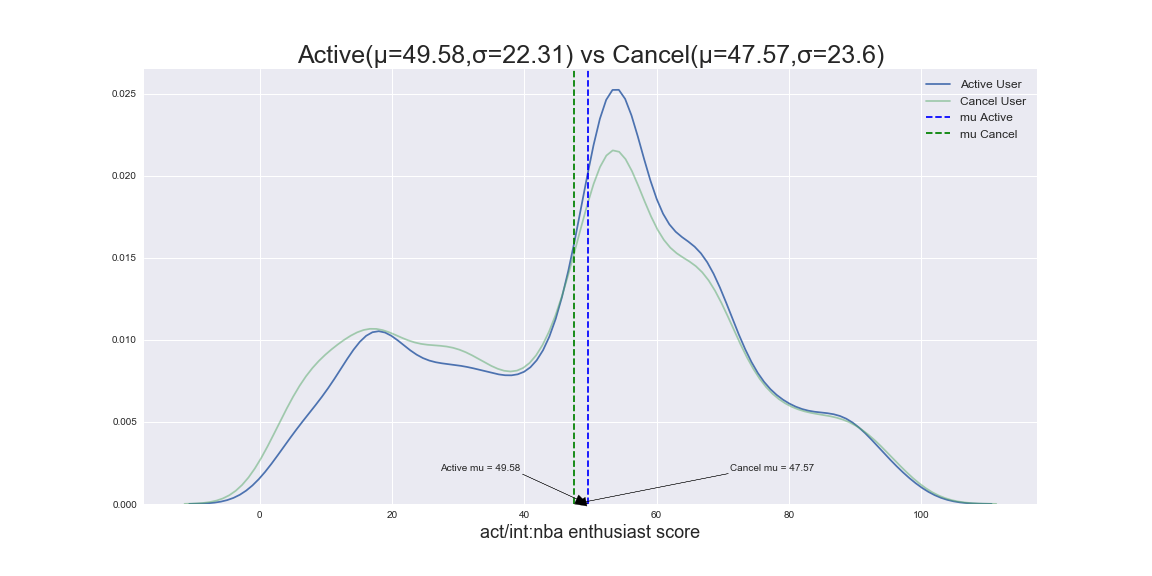 Active(μ=49.58,σ=22.31) vs Cancel(μ=47.57,σ=23.6)
Active User
Cancel User
mu Active
mu Cancel
0.025
0.020
0.015
0.010
0.005
0.000
Active mu = 49.58
Cancel mu = 47.57
0
20
40
60
80
100
act/int:nba enthusiast score